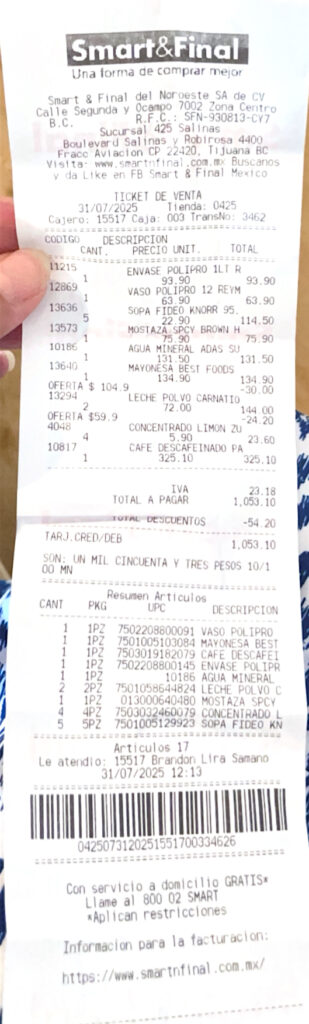 Smart&Final
Una forma de comprar mejor
Smart & Final del Noroeste SA de CV
Calle Segunda y Ocampo 7002 Zona Centro
B.C. R.F.C.: SFN-930813-CY7
Sucursal 425 Salinas
Boulevard Salinas y Robirosa 4400
Fracc Aviacion CP 22420, Tijuana BC
Visita- www.smartnfinal.com.mx Buscanos
y da Like en FB Smart & Final Mexico
TICKET DE VENTA
31/07/2025 Tienda: 0425
Cajero: 15517 Caja: 003 TransNo: 3462
CODIGO DESCRIPCION
CANT. PRECIO UNIT. TOTAL
11215 ENVASE POLIPRO 1LT R
1 93.90 93.90
12869 VASO POLIPRO 12 REYM
1 63.90 63.90
13636 SOPA FIDEO KNORR 95.
5 22.90 114.50
13573 MOSTAZA SPCY BROWN H
1 75.90 75.90
10186 AGUA MINERAL ADAS SU
1 131.50 131.50
13640 MAYONESA BEST FOODS
1 134.90 134.90
OFERTA $ 104.9 -30.00
13294 LECHE POLVO CARNATIO
2 72.00 144.00
OFERTA $59.9 -24.20
4048 CONCENTRADO LIMON ZU
4 5.90 23.60
10817 CAFE DESCAFEINADO PA
1 325.10 325.10
IVA 23.18
TOTAL A PAGAR 1,053.10
TOTAL DESCUENTOS -54.20
TARJ.CRED/DEB 1,053.10
SON: UN MIL CINCUENTA Y TRES PESOS 10/1
00 MN
Resumen Articulos
CANT PKG UPC DESCRIPCION
1 1PZ 7502208800091 VASO POLIPRO
1 1PZ 7501005103084 MAYONESA BEST
1 1PZ 7503019182079 CAFE DESCAFEI
1 1PZ 7502208800145 ENVASE POLIPR
1 1PZ 10186 AGUA MINERAL
2 2PZ 7501058644824 LECHE POLVO C
1 1PZ 013000640480 MOSTAZA SPCY
4 4PZ 7503032460079 CONCENTRADO L
5 5PZ 7501005129923 SOPA FIDEO KN
Articulos 17
Le atendio: 15517 Brandon Lira Samano
31/07/2025 12:13
0425073120251551700334626
Con servicio a domicilio GRATIS*
Llame al 800 02 SMART
*Aplican restricciones
Informacion para la facturacion:
https://www.smartnfinal.com.mx/